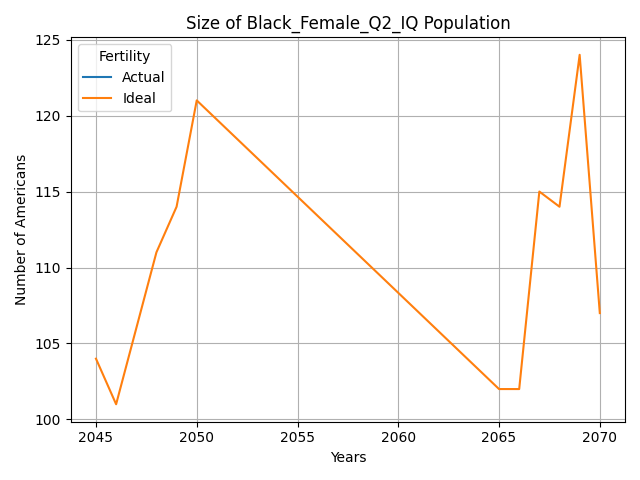 Size of Black_Female_Q2_IQ Population
Fertility
Actual
Ideal
Number of Americans
125
120
115
110
105
100
2045
2050
2055
2060
2065
2070
Years